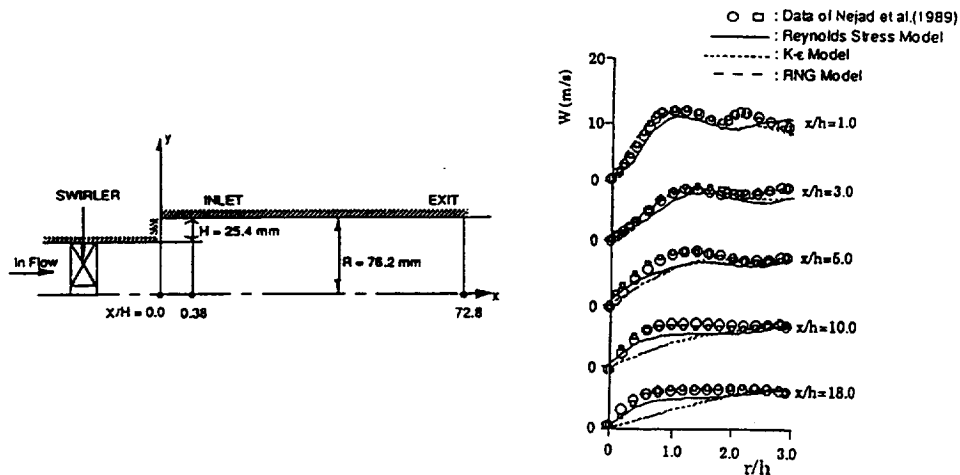 y
SWIRLER
INLET
EXIT
H = 25.4 mm
In Flow
R = 76.2 mm
x
X/H = 0.0
0.38
72.8
: Data of Nejad et al.(1989)
: Reynolds Stress Model
: K-ε Model
: RNG Model
20
W (m/s)
10
x/h=1.0
0
x/h=3.0
0
x/h=5.0
0
x/h=10.0
0
x/h=18.0
0
0 1.0 2.0 3.0
r/h